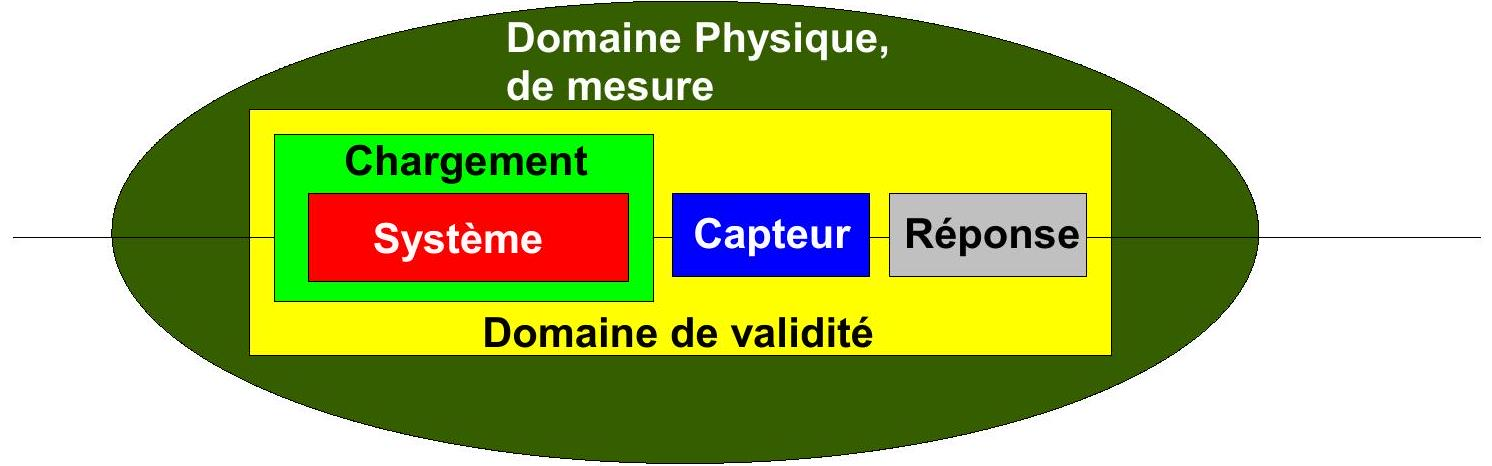 Domaine Physique,
de mesure
Chargement
Système
Capteur
Réponse
Domaine de validité